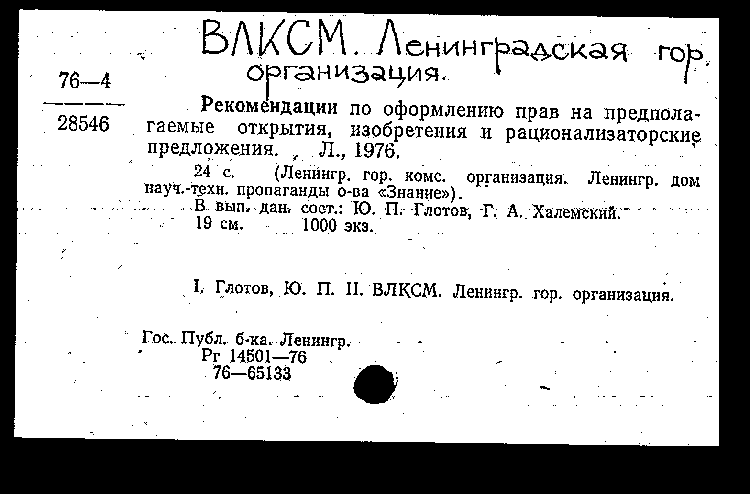 ВЛКСМ. Ленинградская гор.
организация.
76—4
28546
Рекомендации по оформлению прав на предпола-
гаемые открытия, изобретения и рационализаторские
предложения. , Л., 1976.
24 с. (Ленингр. гор. комс. организация. Ленингр. дом
науч.-техн. пропаганды о-ва «Знание»).
В вып. дан. сост.: Ю. П. Глотов, Г. А. Халемский.
19 см. 1000 экз.
I. Глотов, Ю. П. II. ВЛКСМ. Ленингр. гор. организация.
Гос. Публ. б-ка. Ленингр.
Рг 14501—76
76—65133